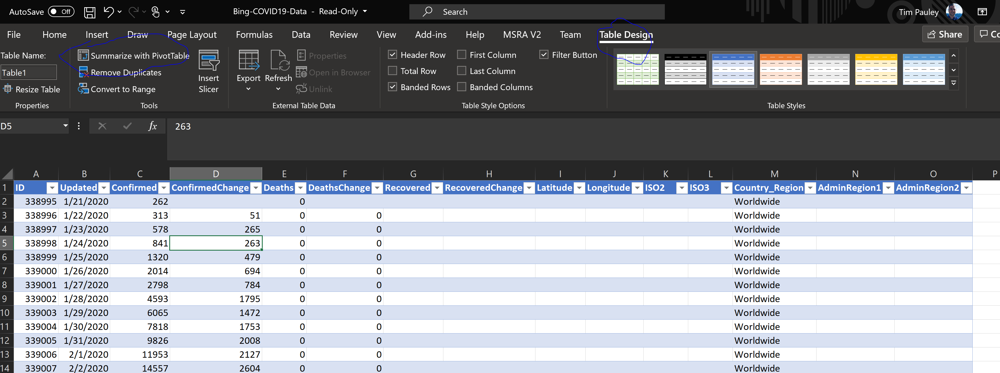 AutoSave Off Bing-COVID19-Data - Read-Only Search Tim Pauley
File Home Insert Draw Page Layout Formulas Data Review View Add-ins Help MSRA V2 Team Table Design Share
Table Name: Summarize with PivotTable Properties Header Row First Column Filter Button
Table1 Remove Duplicates Insert Slicer Export Refresh Open in Browser Total Row Last Column
Resize Table Convert to Range Unlink Banded Rows Banded Columns
Properties Tools External Table Data Table Style Options Table Styles
D5 fx 263
A B C D E F G H I J K L M N O P
1 ID Updated Confirmed ConfirmedChange Deaths DeathsChange Recovered RecoveredChange Latitude Longitude ISO2 ISO3 Country_Region AdminRegion1 AdminRegion2
2 338995 1/21/2020 262 0 Worldwide
3 338996 1/22/2020 313 51 0 0 Worldwide
4 338997 1/23/2020 578 265 0 0 Worldwide
5 338998 1/24/2020 841 263 0 0 Worldwide
6 338999 1/25/2020 1320 479 0 0 Worldwide
7 339000 1/26/2020 2014 694 0 0 Worldwide
8 339001 1/27/2020 2798 784 0 0 Worldwide
9 339002 1/28/2020 4593 1795 0 0 Worldwide
10 339003 1/29/2020 6065 1472 0 0 Worldwide
11 339004 1/30/2020 7818 1753 0 0 Worldwide
12 339005 1/31/2020 9826 2008 0 0 Worldwide
13 339006 2/1/2020 11953 2127 0 0 Worldwide
14 339007 2/2/2020 14557 2604 0 0 Worldwide